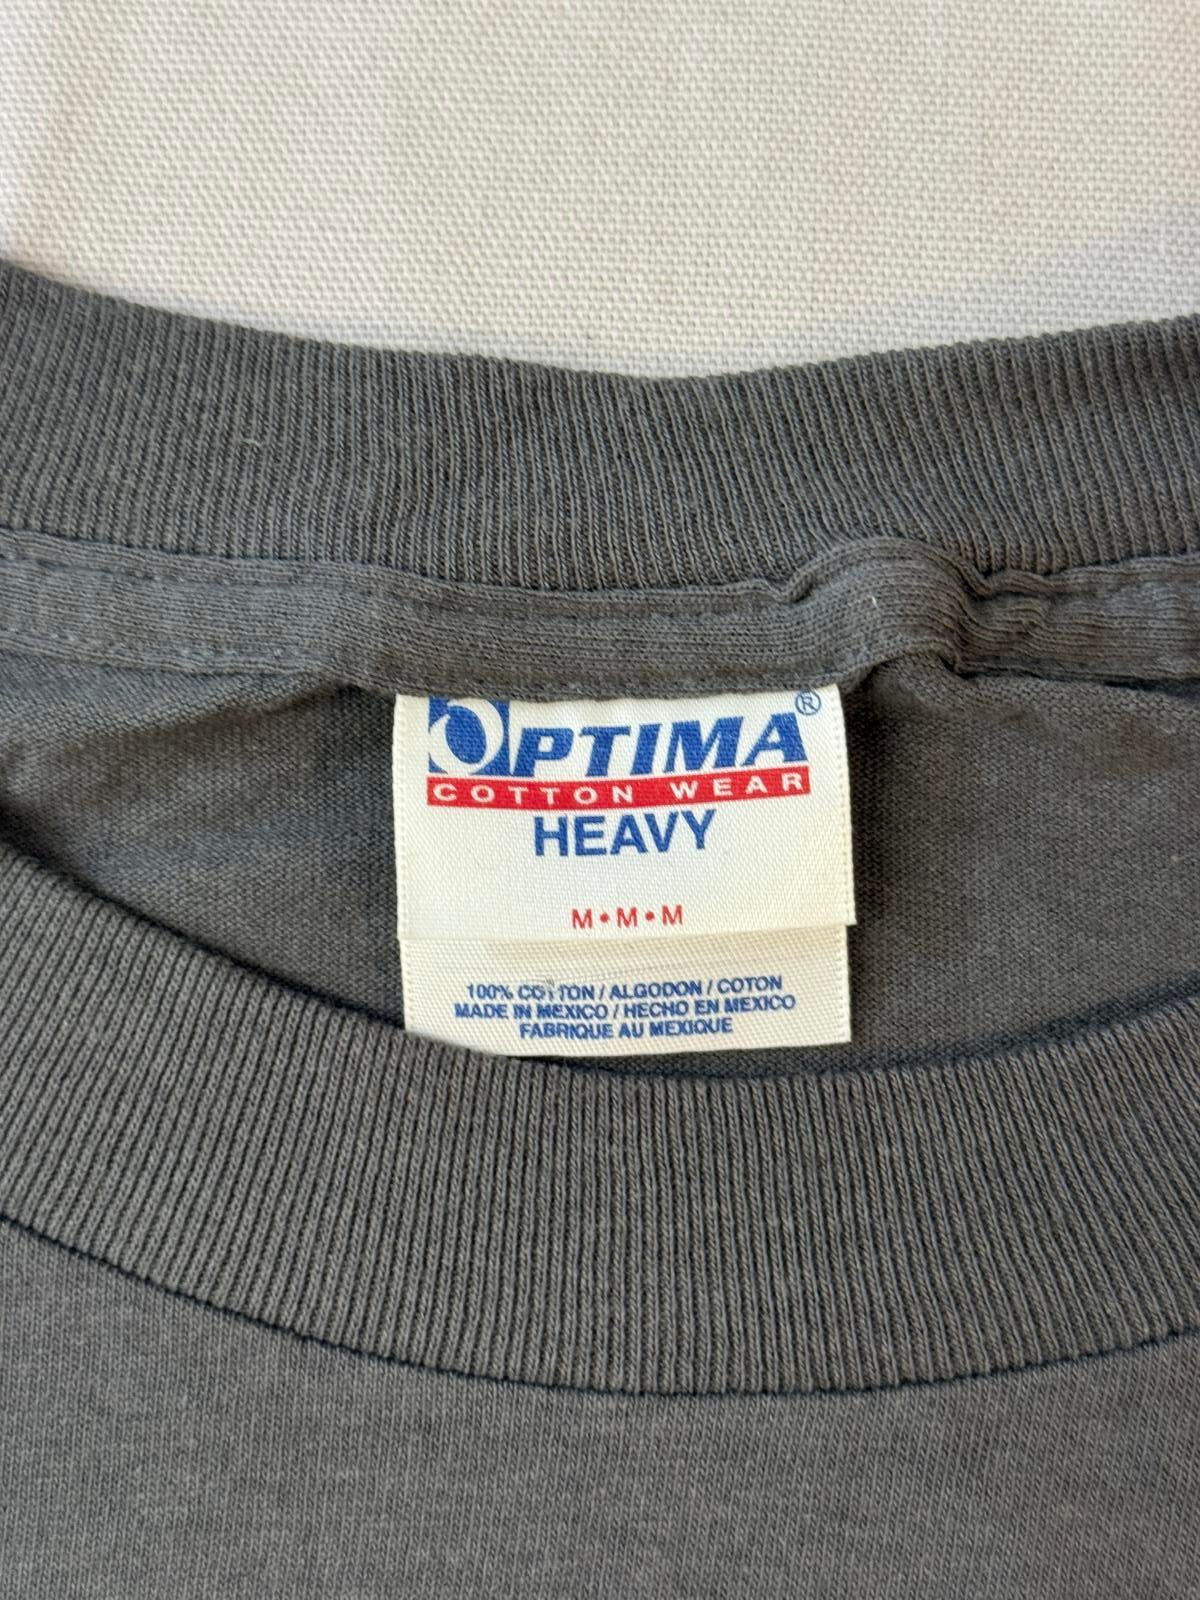 OPTIMA®
COTTON WEAR
HEAVY
M•M•M
100% COTTON / ALGODON / COTON
MADE IN MEXICO / HECHO EN MEXICO
FABRIQUE AU MEXIQUE